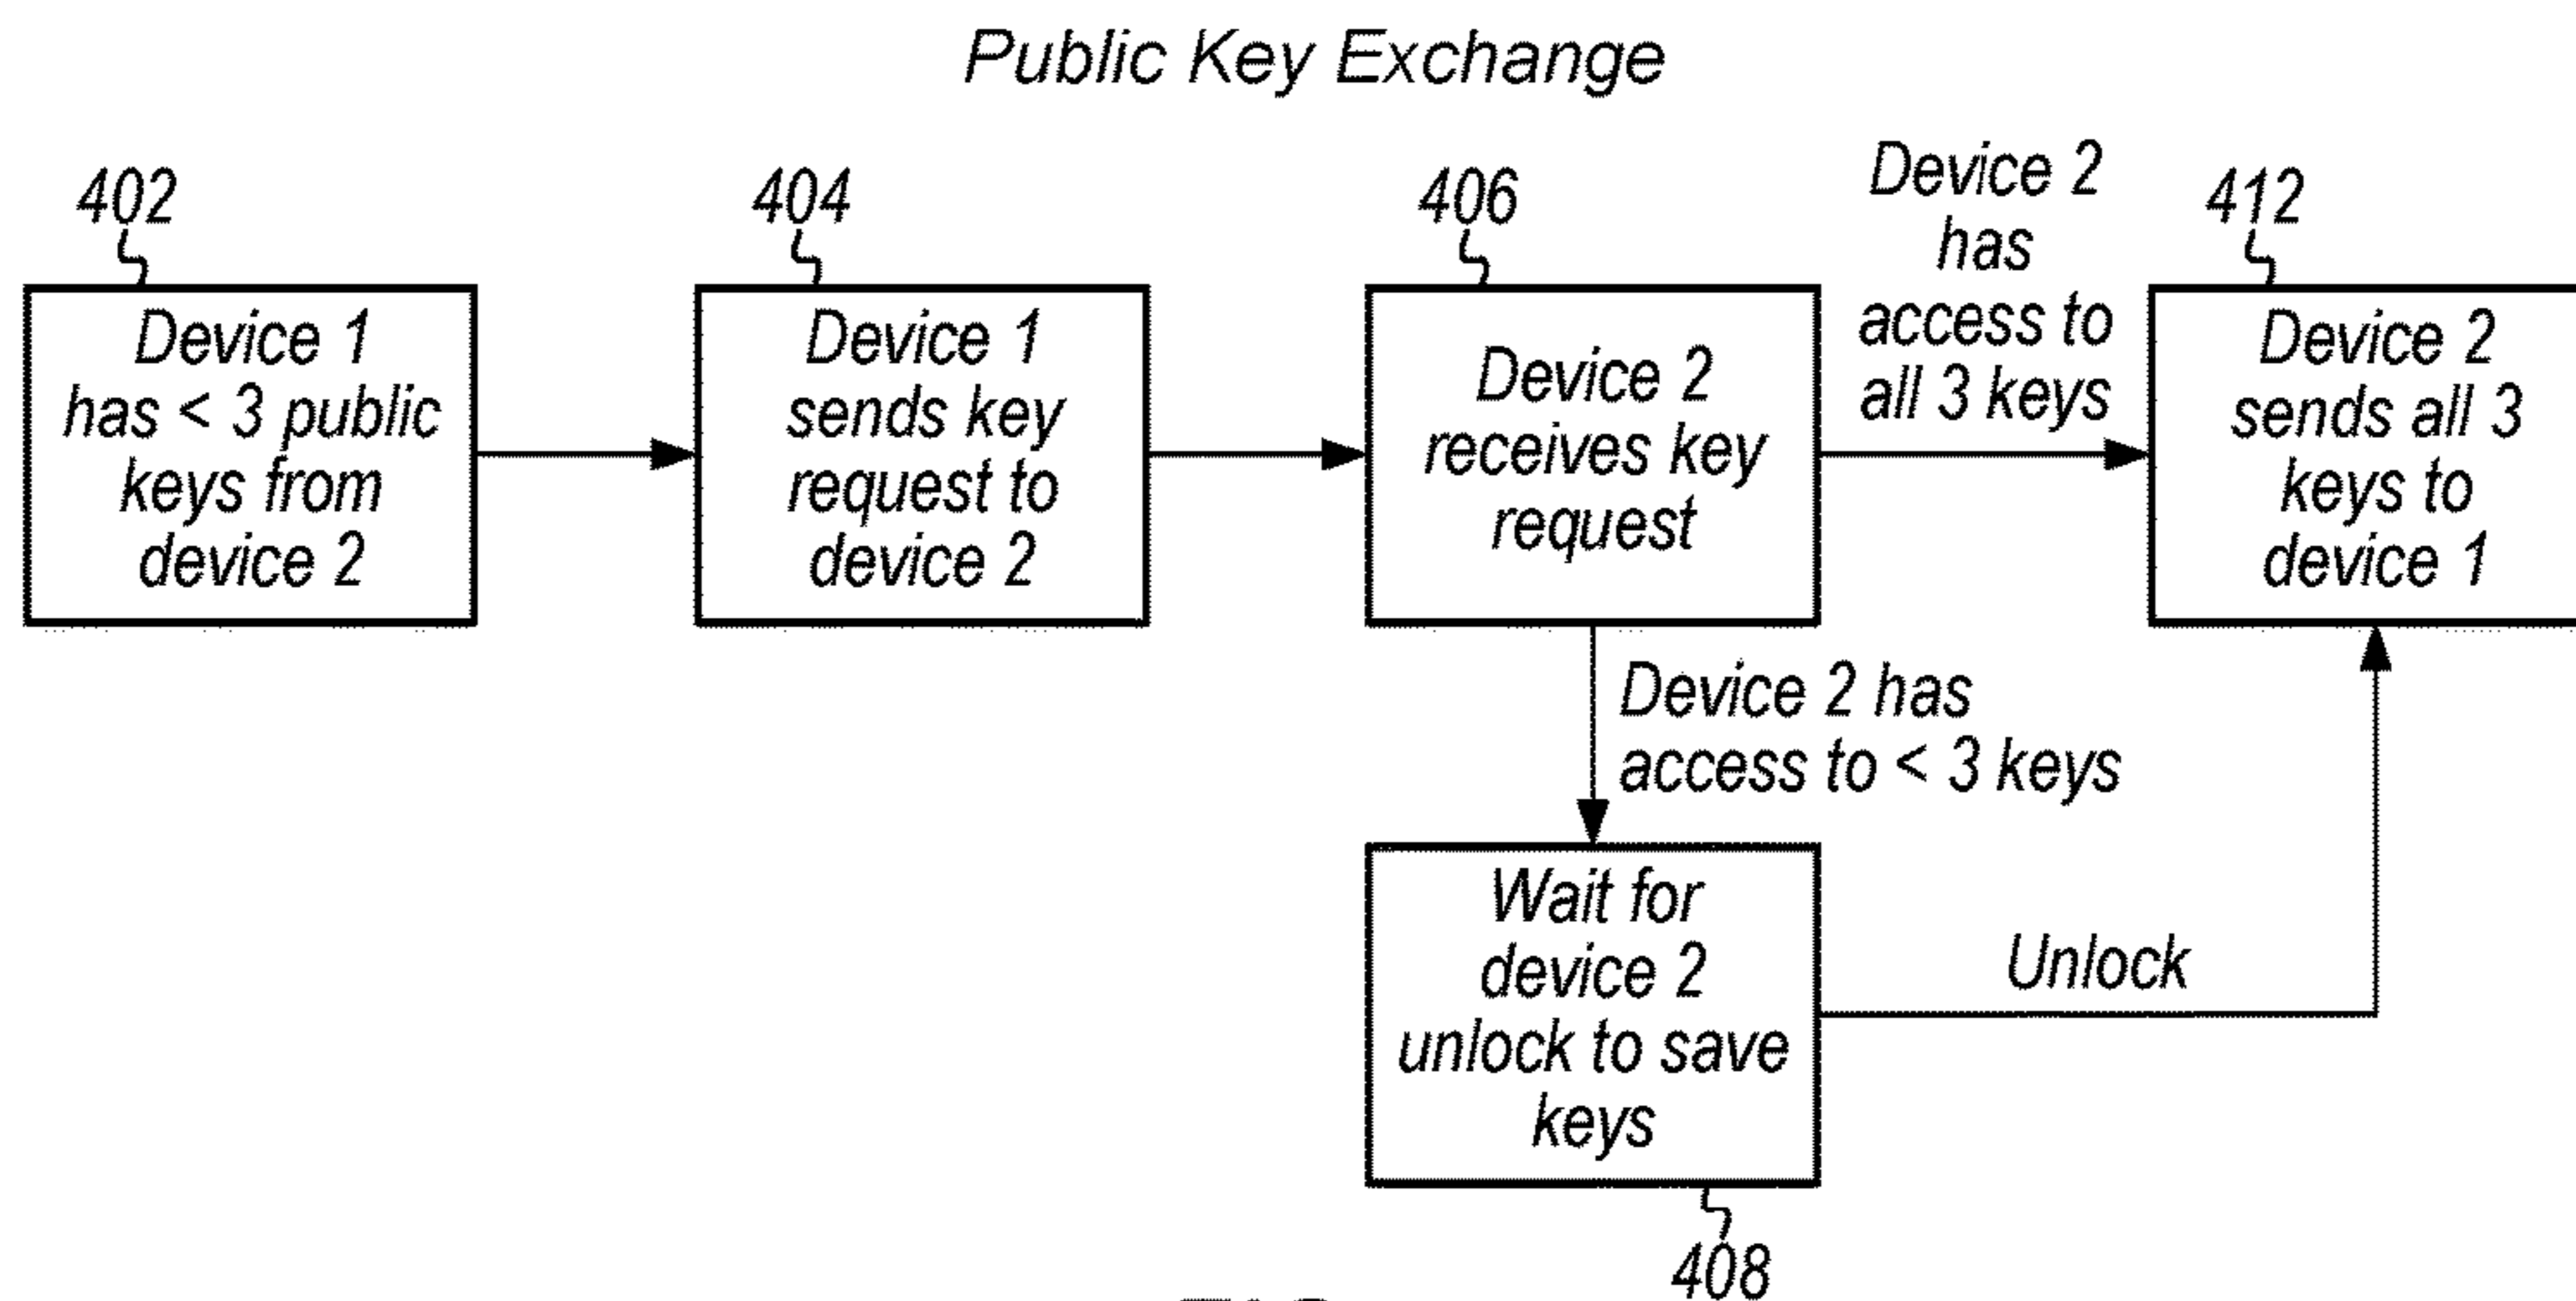 Public Key Exchange
402
Device 1
has < 3 public
keys from
device 2
404
Device 1
sends key
request to
device 2
406
Device 2
receives key
request
Device 2
has
access to
all 3 keys
412
Device 2
sends all 3
keys to
device 1
Device 2 has
access to < 3 keys
Wait for
device 2
unlock to save
keys
Unlock
408